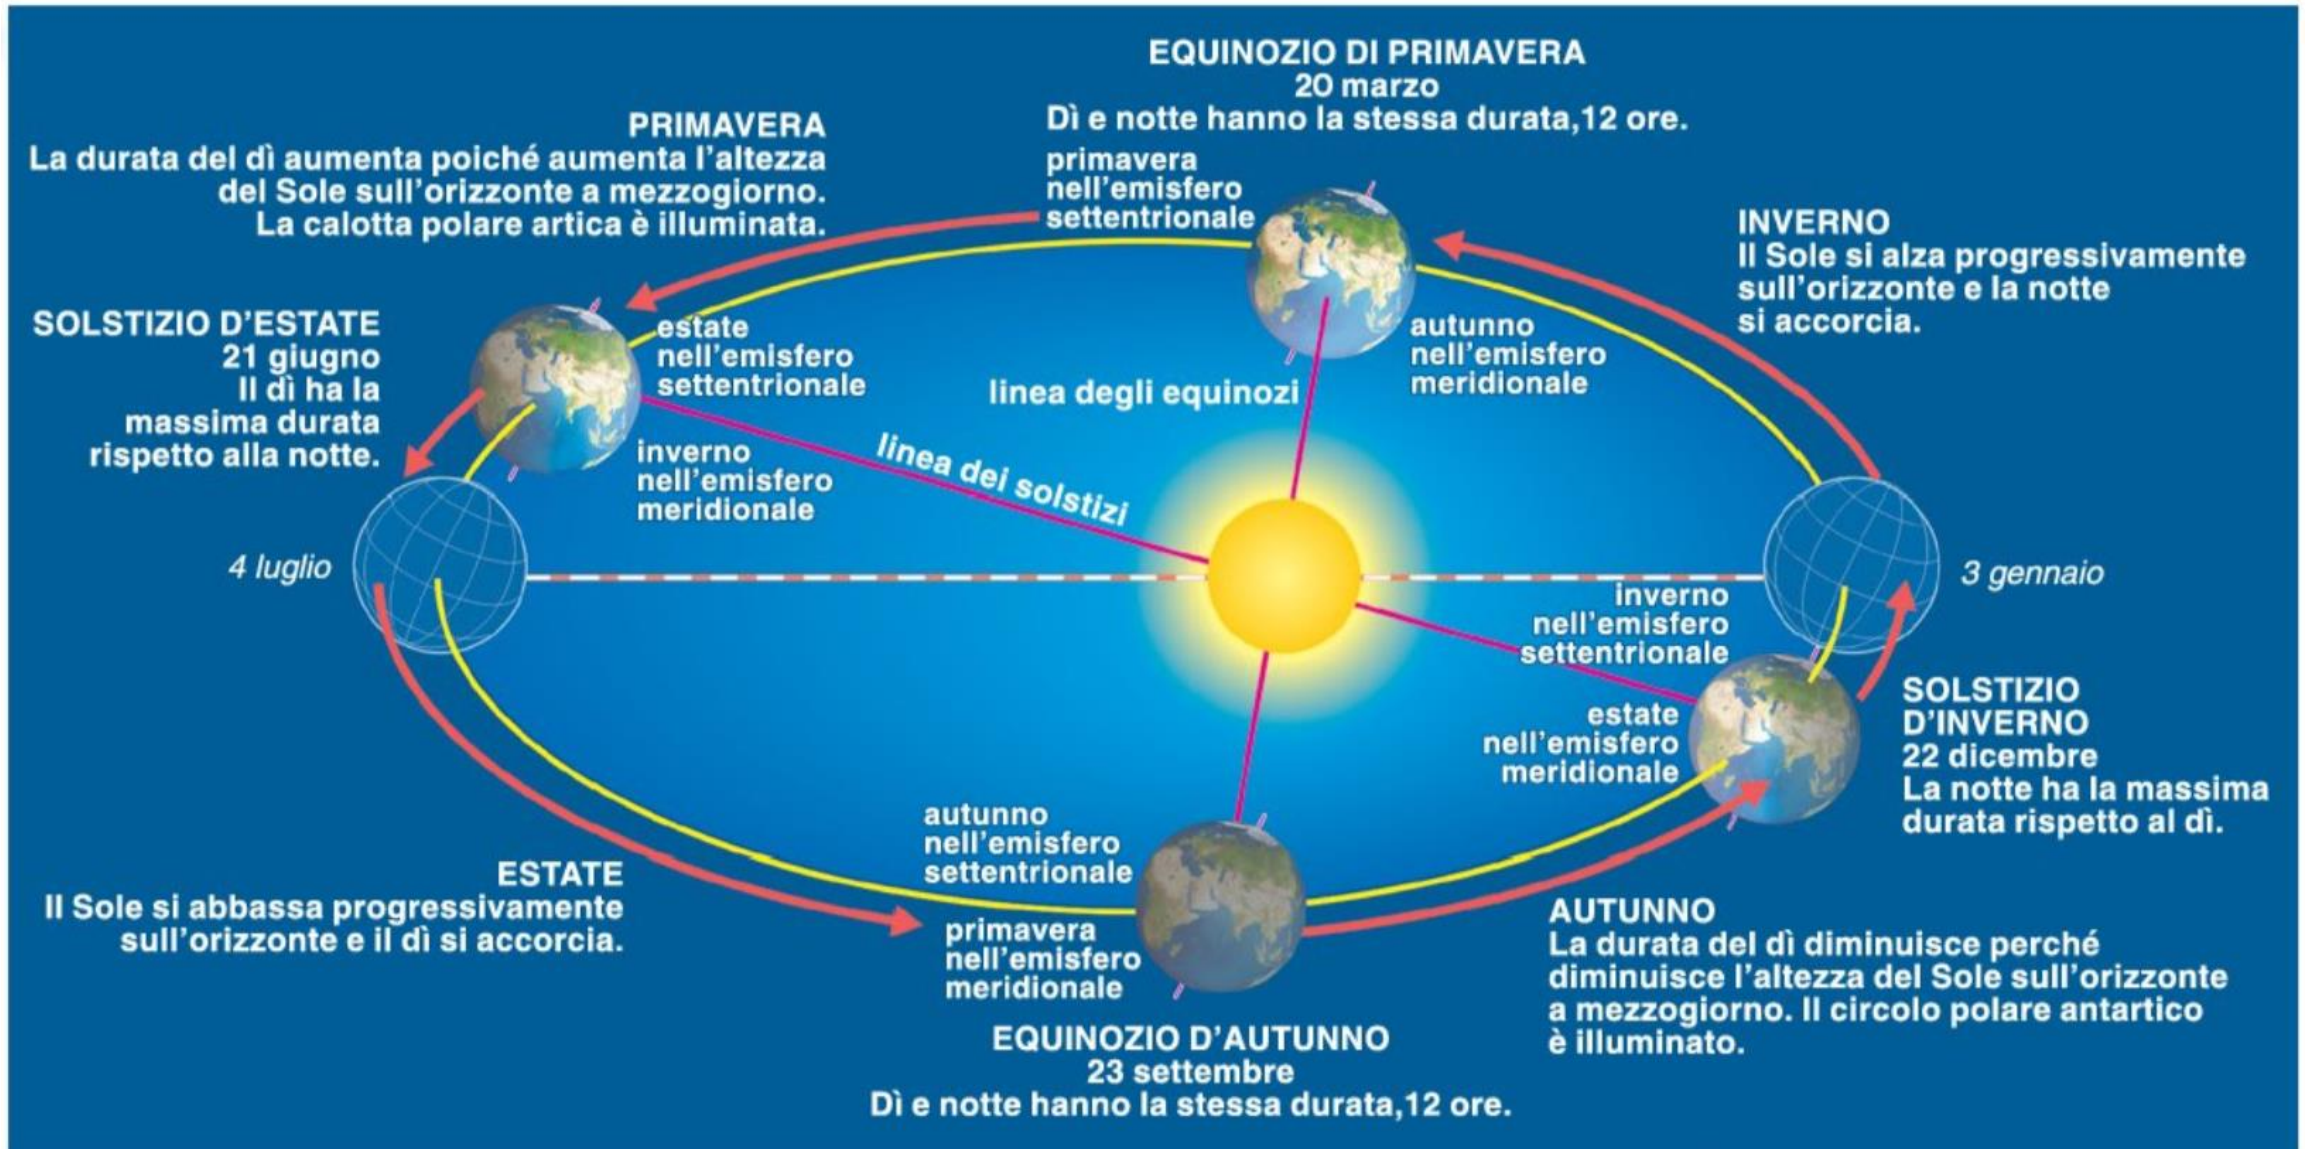 EQUINOZIO DI PRIMAVERA
20 marzo
Dì e notte hanno la stessa durata,12 ore.
primavera
nell'emisfero
settentrionale
autunno
nell'emisfero
meridionale
PRIMAVERA
La durata del dì aumenta poiché aumenta l'altezza
del Sole sull'orizzonte a mezzogiorno.
La calotta polare artica è illuminata.
INVERNO
Il Sole si alza progressivamente
sull'orizzonte e la notte
si accorcia.
SOLSTIZIO D'ESTATE
21 giugno
Il dì ha la
massima durata
rispetto alla notte.
estate
nell'emisfero
settentrionale
inverno
nell'emisfero
meridionale
linea degli equinozi
linea dei solstizi
4 luglio
3 gennaio
inverno
nell'emisfero
settentrionale
estate
nell'emisfero
meridionale
SOLSTIZIO
D'INVERNO
22 dicembre
La notte ha la massima
durata rispetto al dì.
ESTATE
Il Sole si abbassa progressivamente
sull'orizzonte e il dì si accorcia.
autunno
nell'emisfero
settentrionale
primavera
nell'emisfero
meridionale
AUTUNNO
La durata del dì diminuisce perché
diminuisce l'altezza del Sole sull'orizzonte
a mezzogiorno. Il circolo polare antartico
è illuminato.
EQUINOZIO D'AUTUNNO
23 settembre
Dì e notte hanno la stessa durata,12 ore.